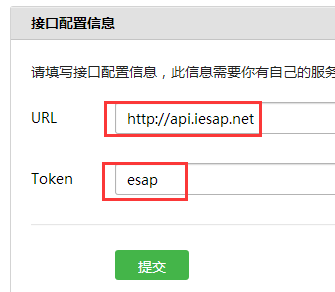 接口配置信息
请填写接口配置信息，此信息需要你有自己的服务
URL
http://api.iesap.net
Token
esap
提交